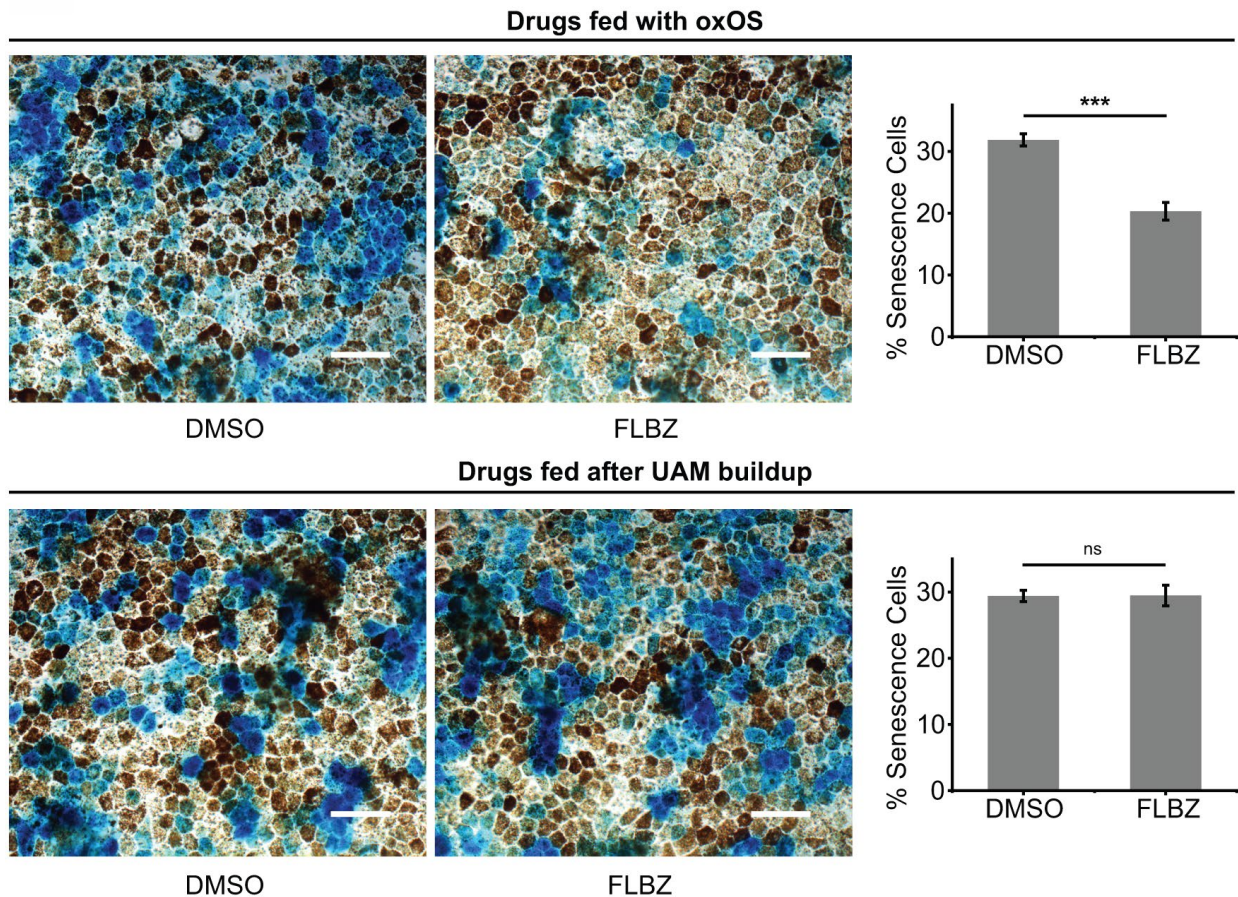 Drugs fed with oxOS
DMSO
FLBZ
% Senescence Cells
30
20
10
0
***
DMSO
FLBZ
Drugs fed after UAM buildup
DMSO
FLBZ
% Senescence Cells
30
30
10
0
ns
DMSO
FLBZ